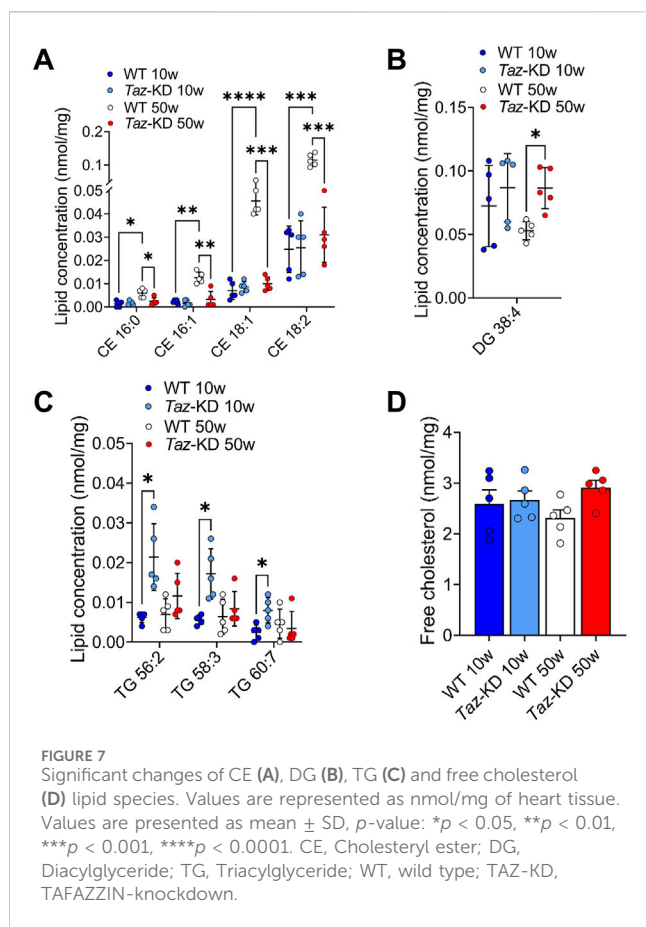 A
WT 10w
Taz-KD 10w
WT 50w
Taz-KD 50w
**** ***
***
** **
* *
Lipid concentration (nmol/mg)
0.2
0.1
0.05
0.04
0.03
0.02
0.01
0.00
CE 16:0
CE 16:1
CE 18:1
CE 18:2
B
WT 10w
Taz-KD 10w
WT 50w
Taz-KD 50w
*
Lipid concentration (nmol/mg)
0.15
0.10
0.05
0.00
DG 38:4
C
WT 10w
Taz-KD 10w
WT 50w
Taz-KD 50w
* * *
Lipid concentration (nmol/mg)
0.05
0.04
0.03
0.02
0.01
0.00
TG 56:2
TG 58:3
TG 60:7
D
Free cholesterol (nmol/mg)
4
3
2
1
0
WT 10w
Taz-KD 10w
WT 50w
Taz-KD 50w
FIGURE 7
Significant changes of CE (A), DG (B), TG (C) and free cholesterol
(D) lipid species. Values are represented as nmol/mg of heart tissue.
Values are presented as mean ± SD, p-value: *p < 0.05, **p < 0.01,
***p < 0.001, ****p < 0.0001. CE, Cholesteryl ester; DG,
Diacylglyceride; TG, Triacylglyceride; WT, wild type; TAZ-KD,
TAFAZZIN-knockdown.